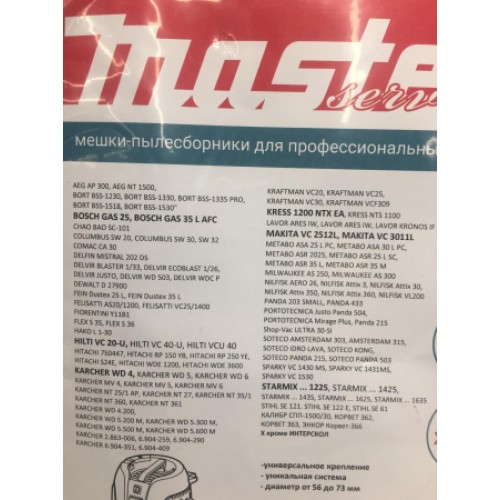 maste
serv
мешки-пылесборники для профессиональны
AEG AP 300, AEG NT 1500,
BORT BSS-1230, BORT BSS-1330, BORT BSS-1335 PRO,
BORT BSS-1518, BORT BSS-1530"
BOSCH GAS 25, BOSCH GAS 35 L AFC
CHAO BAO SC-101
COLUMBUS SW 20, COLUMBUS SW 30, SW 32
COMAC CA 30
DELFIN MISTRAL 202 DS
DELVIR BLASTER 1/33, DELVIR ECOBLAST 1/26,
DELVIR JUSTO, DELVIR WD 503, DELVIR WDC P
DEWALT D 27900
FEIN Dustex 25 L, FEIN Dustex 35 L
FELISATTI AS20/1200, FELISATTI VC25/1400
FIORENTINI Y11B1
FLEX S 35, FLEX S 36
HAKO L 1-30
HILTI VC 20-U, HILTI VC 40-U, HILTI VCU 40
HITACHI 750447, HITACHI RP 150 YB, HITACHI RP 250 YE,
HITACHI S24E, HITACHI WDE 1200, HITACHI WDE 3600
KARCHER WD 4, KARCHER WD 5, KARCHER WD 6
KARCHER MV 4, KARCHER MV 5, KARCHER MV 6
KARCHER NT 25/1 AP, KARCHER NT 27, KARCHER NT 35/1
KARCHER NT 360, KARCHER NT 361
KARCHER WD 4.200,
KARCHER WD 5.200 M, KARCHER WD 5.300 M,
KARCHER WD 5.500 M, KARCHER WD 5.600 M
KARCHER 2.863-006, 6.904-259, 6.904-290
KARCHER 6.904-351, 6.904-409
KRAFTMAN VC20, KRAFTMAN VC25,
KRAFTMAN VC30, KRAFTMAN VCF309
KRESS 1200 NTX EA, KRESS NTS 1100
LAVOR ARES IW, LAVOR ARES IW, LAVOR KRONOS IF
MAKITA VC 2512L, MAKITA VC 3011L
METABO ASA 25 L PC, METABO ASA 30 L PC,
METABO ASR 2025, METABO ASR 25 L SC,
METABO ASR 35 L, METABO ASR 35 M
MILWAUKEE AS 250, MILWAUKEE AS 300
NILFISK AERO 26, NILFISK Attix 3, NILFISK Attix 30,
NILFISK Attix 350, NILFISK Attix 360, NILFISK VL200
PANDA 203 SMALL, PANDA 433
PORTOTECNICA Justo Panda 504,
PORTOTECNICA Mirage Plus, Panda 215
Shop-Vac ULTRA 30-SI
SOTECO AMSTERDAM 303, AMSTERDAM 315,
SOTECO IDRO LAVA, SOTECO KONG,
SOTECO PANDA 215, SOTECO PANDA 503
SPARKY VC 1430 MS, SPARKY VC 1431MS,
SPARKY VC 1530
STARMIX ... 1225, STARMIX ... 1425,
STARMIX ... 1435, STARMIX ... 1625, STARMIX ... 1635
STIHL SE 121, STIHL SE 122 E, STIHL SE 61
КАЛИБР СПП-1500/30, КОРВЕТ 362,
КОРВЕТ 363, ЭНКОР Корвет-366
Х кроме ИНТЕРСКОЛ
-универсальное крепление
- уникальная система
- диаметр от 56 до 73 мм